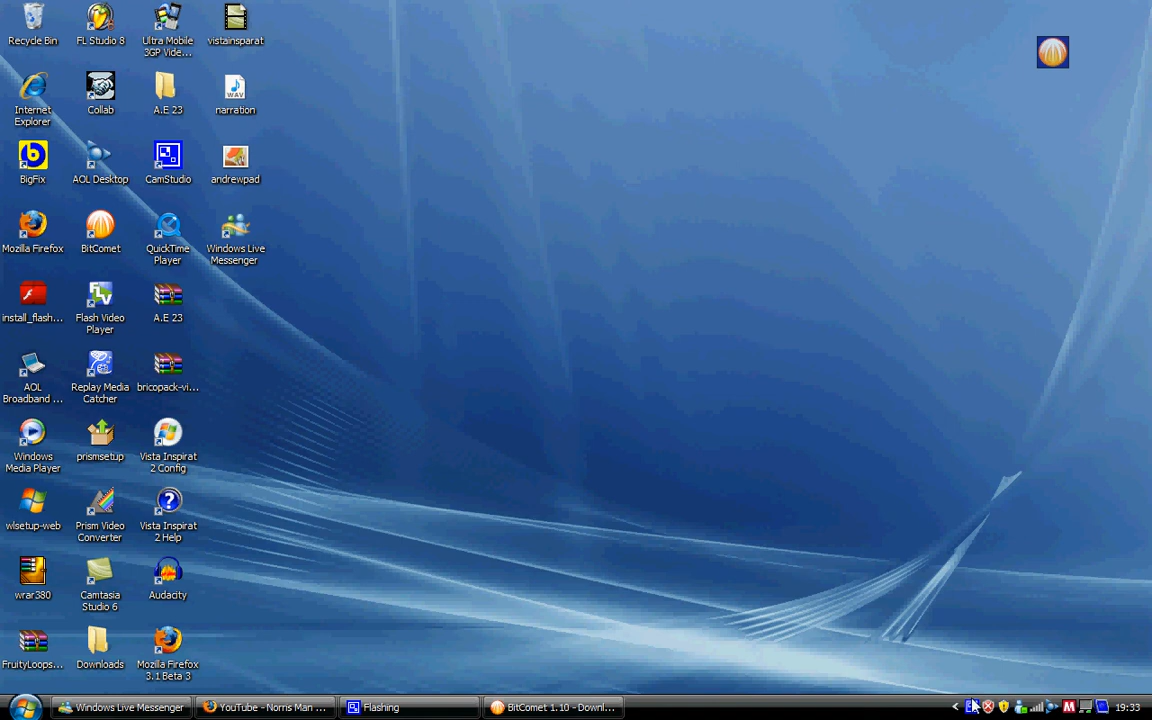 Recycle Bin
FL Studio 8
Ultra Mobile
3GP Vide...
vistainsparat
Internet
Explorer
Collab
A.E 23
WAV
narration
BigFix
AOL Desktop
CamStudio
andrewpad
Mozilla Firefox
BitComet
QuickTime
Player
Windows Live
Messenger
install_flash...
Flash Video
Player
A.E 23
AOL
Broadband ...
Replay Media
Catcher
bricopack-vi...
Windows
Media Player
prismsetup
Vista Inspirat
2 Config
wlsetup-web
Prism Video
Converter
Vista Inspirat
2 Help
wrar380
Camtasia
Studio 6
Audacity
FruityLoops...
Downloads
Mozilla Firefox
3.1 Beta 3
Windows Live Messenger
YouTube - Norris Man ...
Flashing
BitComet 1.10 - Downl...
19:33